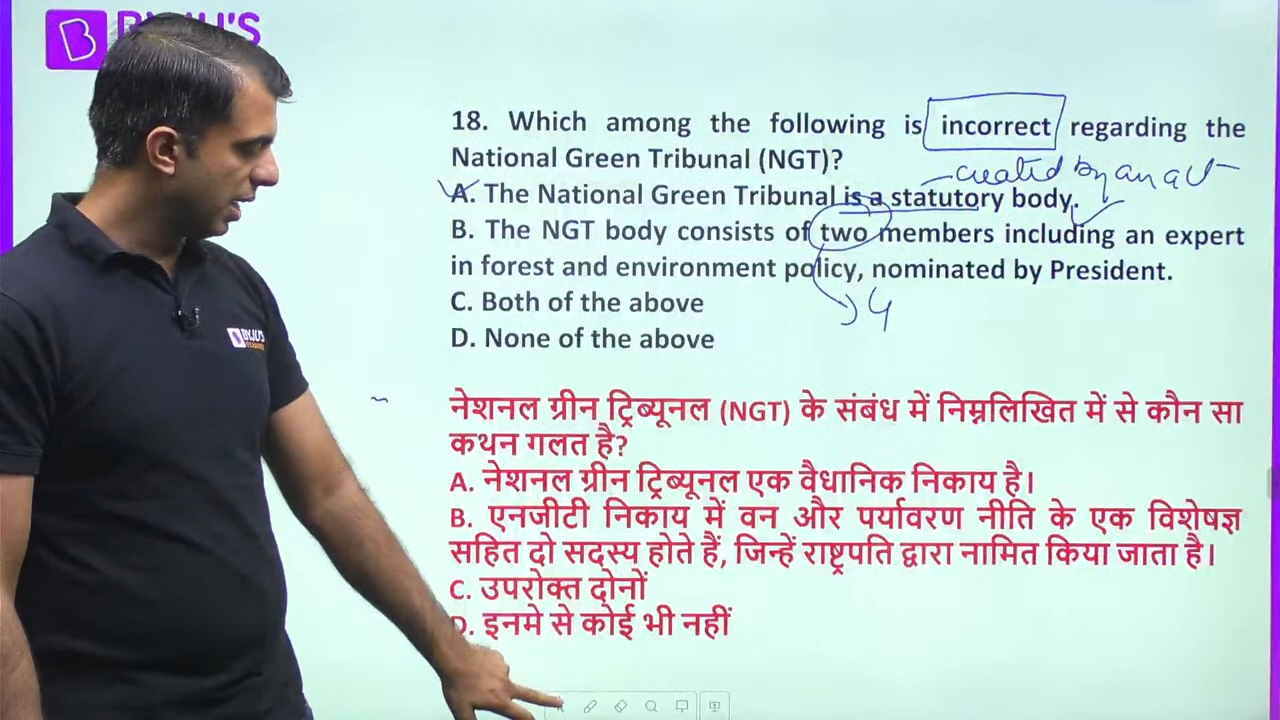 BYJU'S
18. Which among the following is incorrect regarding the
National Green Tribunal (NGT)?
created by an act
A. The National Green Tribunal is a statutory body.
B. The NGT body consists of two members including an expert
in forest and environment policy, nominated by President.
4
C. Both of the above
D. None of the above
BYJU'S
नेशनल ग्रीन ट्रिब्यूनल (NGT) के संबंध में निम्नलिखित में से कौन सा
कथन गलत है?
A. नेशनल ग्रीन ट्रिब्यूनल एक वैधानिक निकाय है।
B. एनजीटी निकाय में वन और पर्यावरण नीति के एक विशेषज्ञ
सहित दो सदस्य होते हैं, जिन्हें राष्ट्रपति द्वारा नामित किया जाता है।
C. उपरोक्त दोनों
D. इनमे से कोई भी नहीं